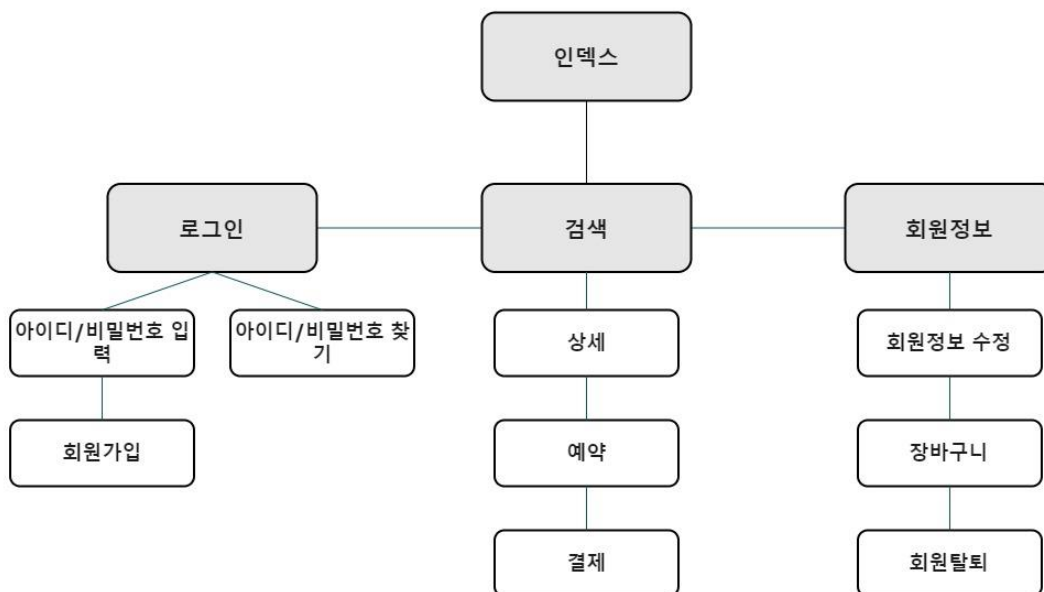 인덱스
로그인
검색
회원정보
아이디/비밀번호 입
력
아이디/비밀번호 찾
기
상세
회원정보 수정
회원가입
예약
장바구니
결제
회원탈퇴